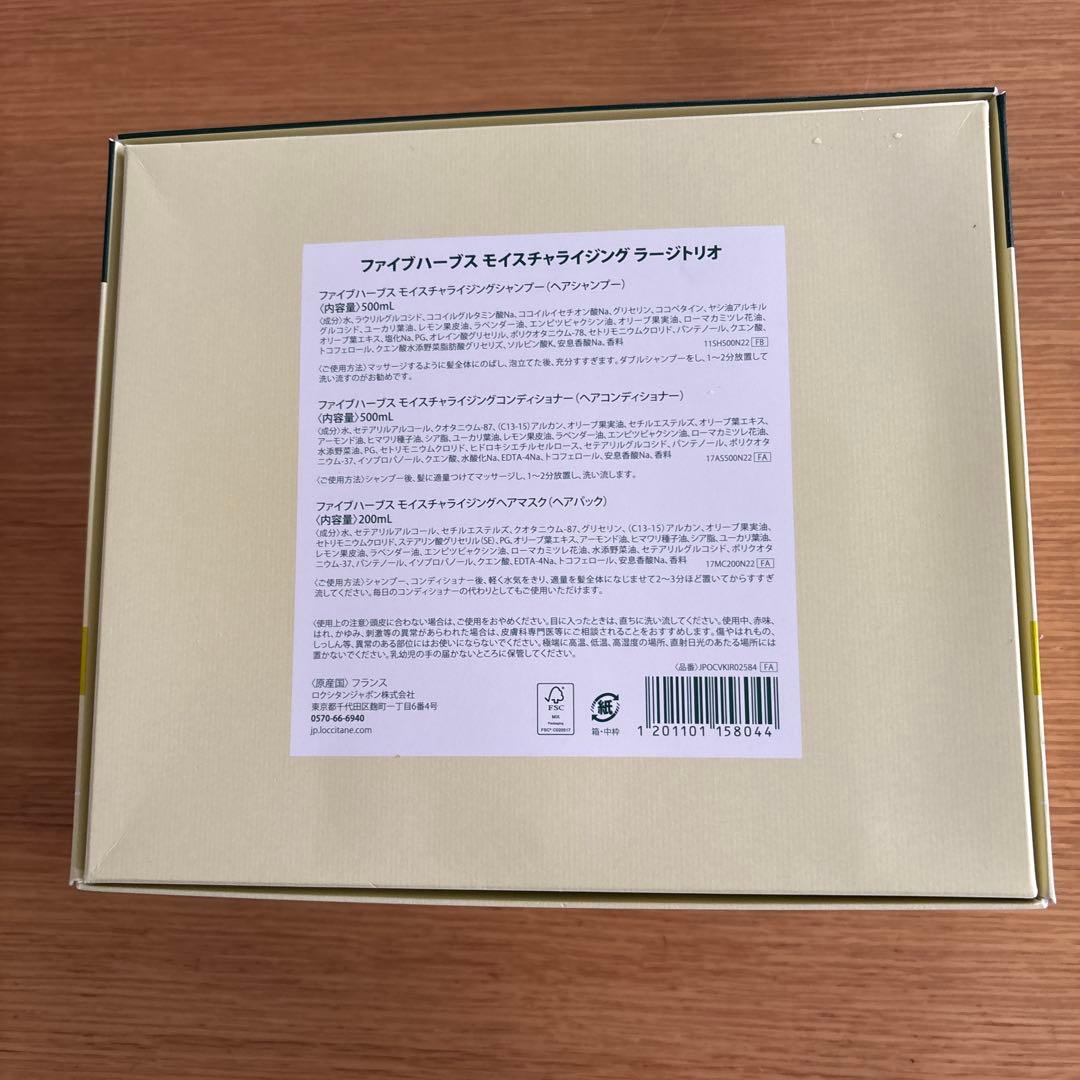 ファイブハーブス モイスチャライジング ラージトリオ
ファイブハーブス モイスチャライジングシャンプー(ヘアシャンプー)
〈内容量〉500mL
〈成分〉水、ラウリルグルコシド、ココイルグルタミン酸Na、ココイルイセチオン酸Na、グリセリン、ココベタイン、ヤシ油アルキル
グルコシド、ユーカリ葉油、レモン果皮油、ラベンダー油、エンピツビャクシン油、オリーブ果実油、ローマカミツレ花油、
オリーブ葉エキス、塩化Na、PG、オレイン酸グリセリル、ポリクオタニウム-78、セトリモニウムクロリド、パンテノール、クエン酸、
トコフェロール、クエン酸水添野菜脂肪酸グリセリズ、ソルビン酸K、安息香酸Na、香料 11SH500N22 FB
〈ご使用方法〉マッサージするように髪全体にのばし、泡立てた後、充分すすぎます。ダブルシャンプーをし、1〜2分放置して
洗い流すのがお勧めです。
ファイブハーブス モイスチャライジングコンディショナー(ヘアコンディショナー)
〈内容量〉500mL
〈成分〉水、セテアリルアルコール、クオタニウム-87、(C13-15)アルカン、オリーブ果実油、セチルエステルズ、オリーブ葉エキス、
アーモンド油、ヒマワリ種子油、シア脂、ユーカリ葉油、レモン果皮油、ラベンダー油、エンピツビャクシン油、ローマカミツレ花油、
水添野菜油、PG、セトリモニウムクロリド、ヒドロキシエチルセルロース、セテアリルグルコシド、パンテノール、ポリクオタ
ニウム-37、イソプロパノール、クエン酸、水酸化Na、EDTA-4Na、トコフェロール、安息香酸Na、香料 17AS500N22 FA
〈ご使用方法〉シャンプー後、髪に適量つけてマッサージし、1〜2分放置し、洗い流します。
ファイブハーブス モイスチャライジングヘアマスク(ヘアパック)
〈内容量〉200mL
〈成分〉水、セテアリルアルコール、セチルエステルズ、クオタニウム-87、グリセリン、(C13-15)アルカン、オリーブ果実油、
セトリモニウムクロリド、ステアリン酸グリセリル(SE)、PG、オリーブ葉エキス、アーモンド油、ヒマワリ種子油、シア脂、ユーカリ葉油、
レモン果皮油、ラベンダー油、エンピツビャクシン油、ローマカミツレ花油、水添野菜油、セテアリルグルコシド、ポリクオタ
ニウム-37、パンテノール、イソプロパノール、クエン酸、EDTA-4Na、トコフェロール、安息香酸Na、香料 17MC200N22 FA
〈ご使用方法〉シャンプー、コンディショナー後、軽く水気をきり、適量を髪全体になじませて2〜3分ほど置いてからすすぎ
流してください。毎日のコンディショナーの代わりとしてもご使用いただけます。
〈使用上の注意〉頭皮に合わない場合は、ご使用をおやめください。目に入ったときは、直ちに洗い流してください。使用中、赤味、
はれ、かゆみ、刺激等の異常があらわれた場合は、皮膚科専門医等にご相談されることをおすすめします。傷やはれもの、
しっしん等、異常のある部位にはお使いにならないでください。極端に高温、低温、高湿度の場所、直射日光のあたる場所には
置かないでください。乳幼児の手の届かないところに保管してください。
〈品番〉JPOCVKIR02584 FA
〈原産国〉フランス
ロクシタンジャポン株式会社
東京都千代田区麹町一丁目6番4号
0570-66-6940
jp.loccitane.com
FSC
MIX
Packaging
FSC® C020517
紙
箱・中枠
1 201101 158044